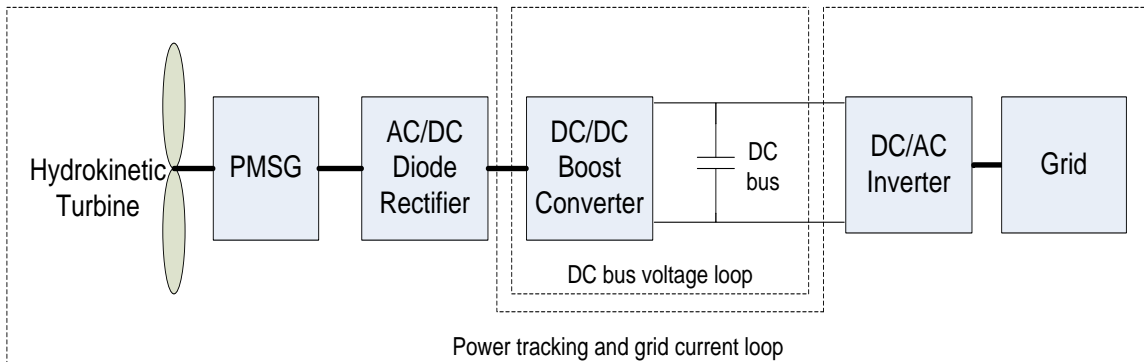 Hydrokinetic
Turbine
PMSG
AC/DC
Diode
Rectifier
DC/DC
Boost
Converter
DC
bus
DC/AC
Inverter
Grid
DC bus voltage loop
Power tracking and grid current loop